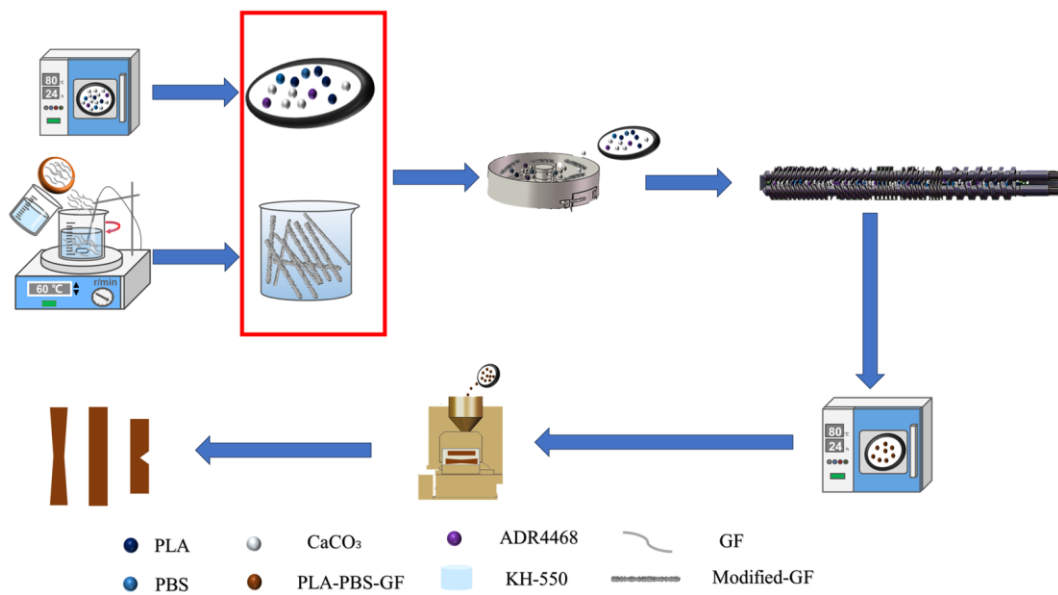 80 ℃
24 h
60 ℃
r/min
80 ℃
24 h
PLA
CaCO₃
ADR4468
GF
PBS
PLA-PBS-GF
KH-550
Modified-GF